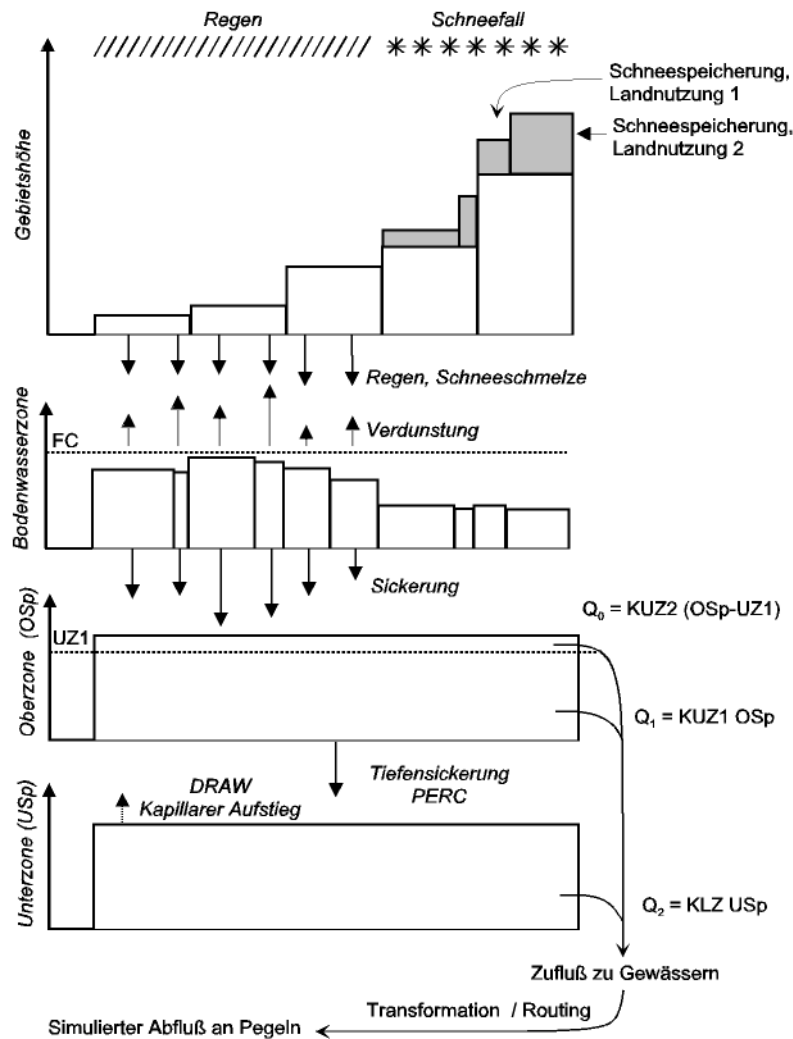 Regen
Schneefall
Schneespeicherung,
Landnutzung 1
Schneespeicherung,
Landnutzung 2
Gebietshöhe
Regen, Schneeschmelze
Verdunstung
FC
Bodenwasserzone
Sickerung
Q0 = KUZ2 (OSp-UZ1)
UZ1
Oberzone (OSp)
Q1 = KUZ1 OSp
Tiefensickerung
PERC
DRAW
Kapillarer Aufstieg
Unterzone (USp)
Q2 = KLZ USp
Zufluß zu Gewässern
Transformation / Routing
Simulierter Abfluß an Pegeln